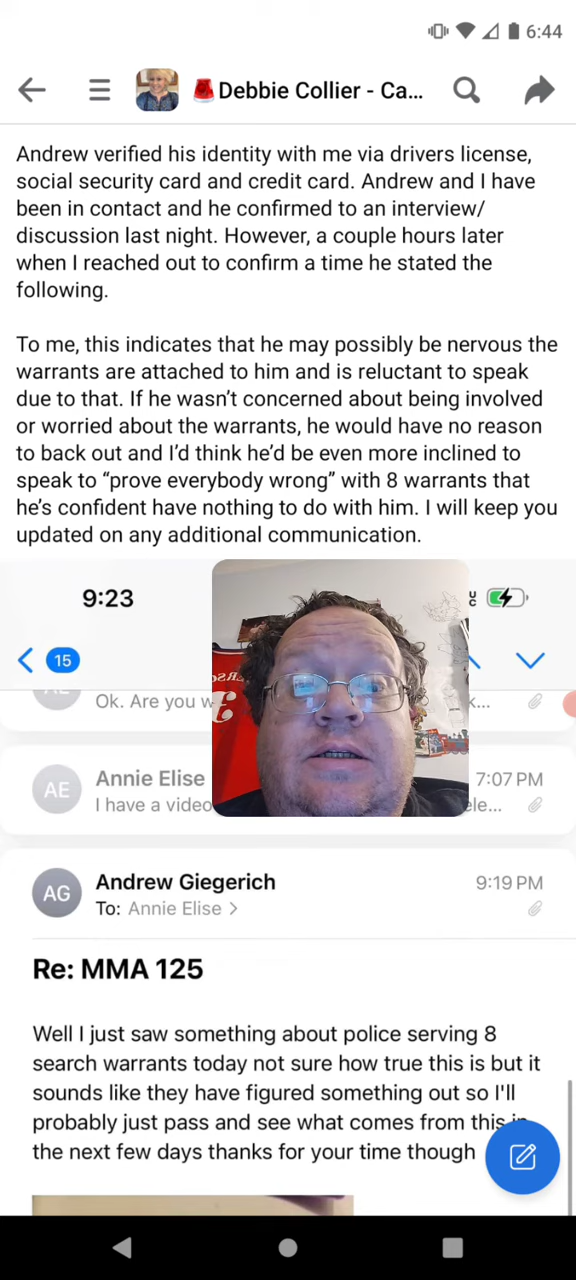 6:44
Debbie Collier - Ca...
Andrew verified his identity with me via drivers license,
social security card and credit card. Andrew and I have
been in contact and he confirmed to an interview/
discussion last night. However, a couple hours later
when I reached out to confirm a time he stated the
following.
To me, this indicates that he may possibly be nervous the
warrants are attached to him and is reluctant to speak
due to that. If he wasn't concerned about being involved
or worried about the warrants, he would have no reason
to back out and I'd think he'd be even more inclined to
speak to “prove everybody wrong” with 8 warrants that
he's confident have nothing to do with him. I will keep you
updated on any additional communication.
9:23
15
Ok. Are you
AE Annie Elise 7:07 PM
I have a video
AG Andrew Giegerich 9:19 PM
To: Annie Elise >
Re: MMA 125
Well I just saw something about police serving 8
search warrants today not sure how true this is but it
sounds like they have figured something out so I'll
probably just pass and see what comes from this in
the next few days thanks for your time though